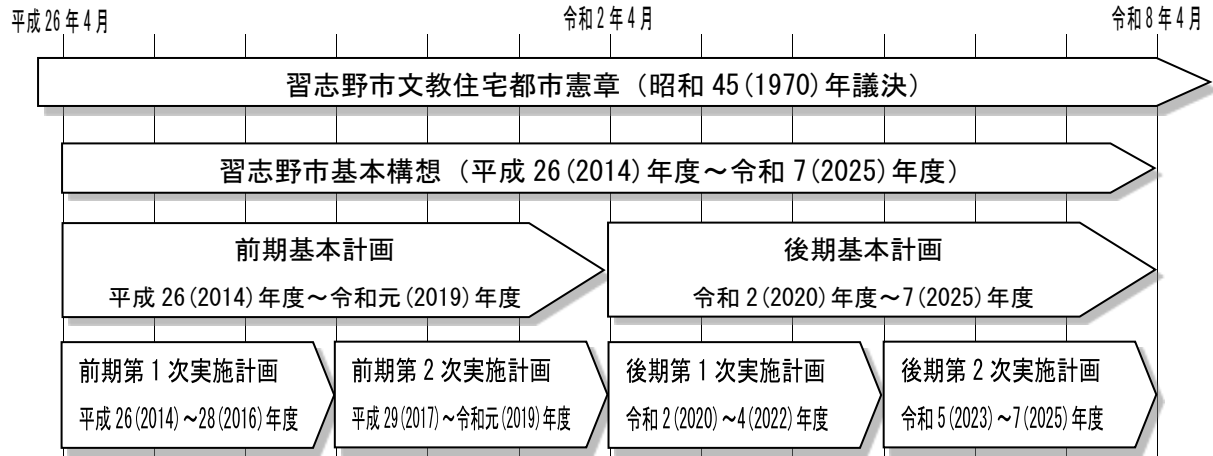 平成26年4月
令和2年4月
令和8年4月
習志野市文教住宅都市憲章（昭和45(1970)年議決）
習志野市基本構想（平成26(2014)年度～令和7(2025)年度）
前期基本計画
平成26(2014)年度～令和元(2019)年度
後期基本計画
令和2(2020)年度～7(2025)年度
前期第1次実施計画
平成26(2014)～28(2016)年度
前期第2次実施計画
平成29(2017)～令和元(2019)年度
後期第1次実施計画
令和2(2020)～4(2022)年度
後期第2次実施計画
令和5(2023)～7(2025)年度